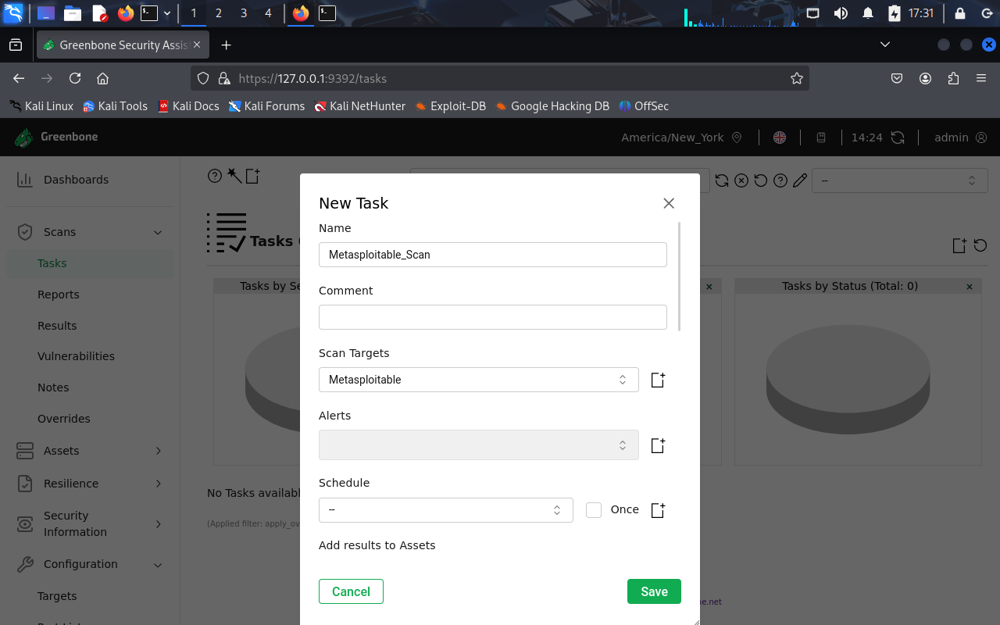 1 2 3 4 17:31
Greenbone Security Assis
https://127.0.0.1:9392/tasks
Kali Linux Kali Tools Kali Docs Kali Forums Kali NetHunter Exploit-DB Google Hacking DB OffSec
Greenbone America/New_York 14:24 admin
Dashboards
Scans
Tasks
Reports
Results
Vulnerabilities
Notes
Overrides
Assets
Resilience
Security
Information
Configuration
Targets
--
Tasks
Tasks by Se
Tasks by Status (Total: 0)
No Tasks availabl
(Applied filter: apply_ov
ne.net
New Task
Name
Metasploitable_Scan
Comment
Scan Targets
Metasploitable
Alerts
Schedule
-- Once
Add results to Assets
Cancel Save